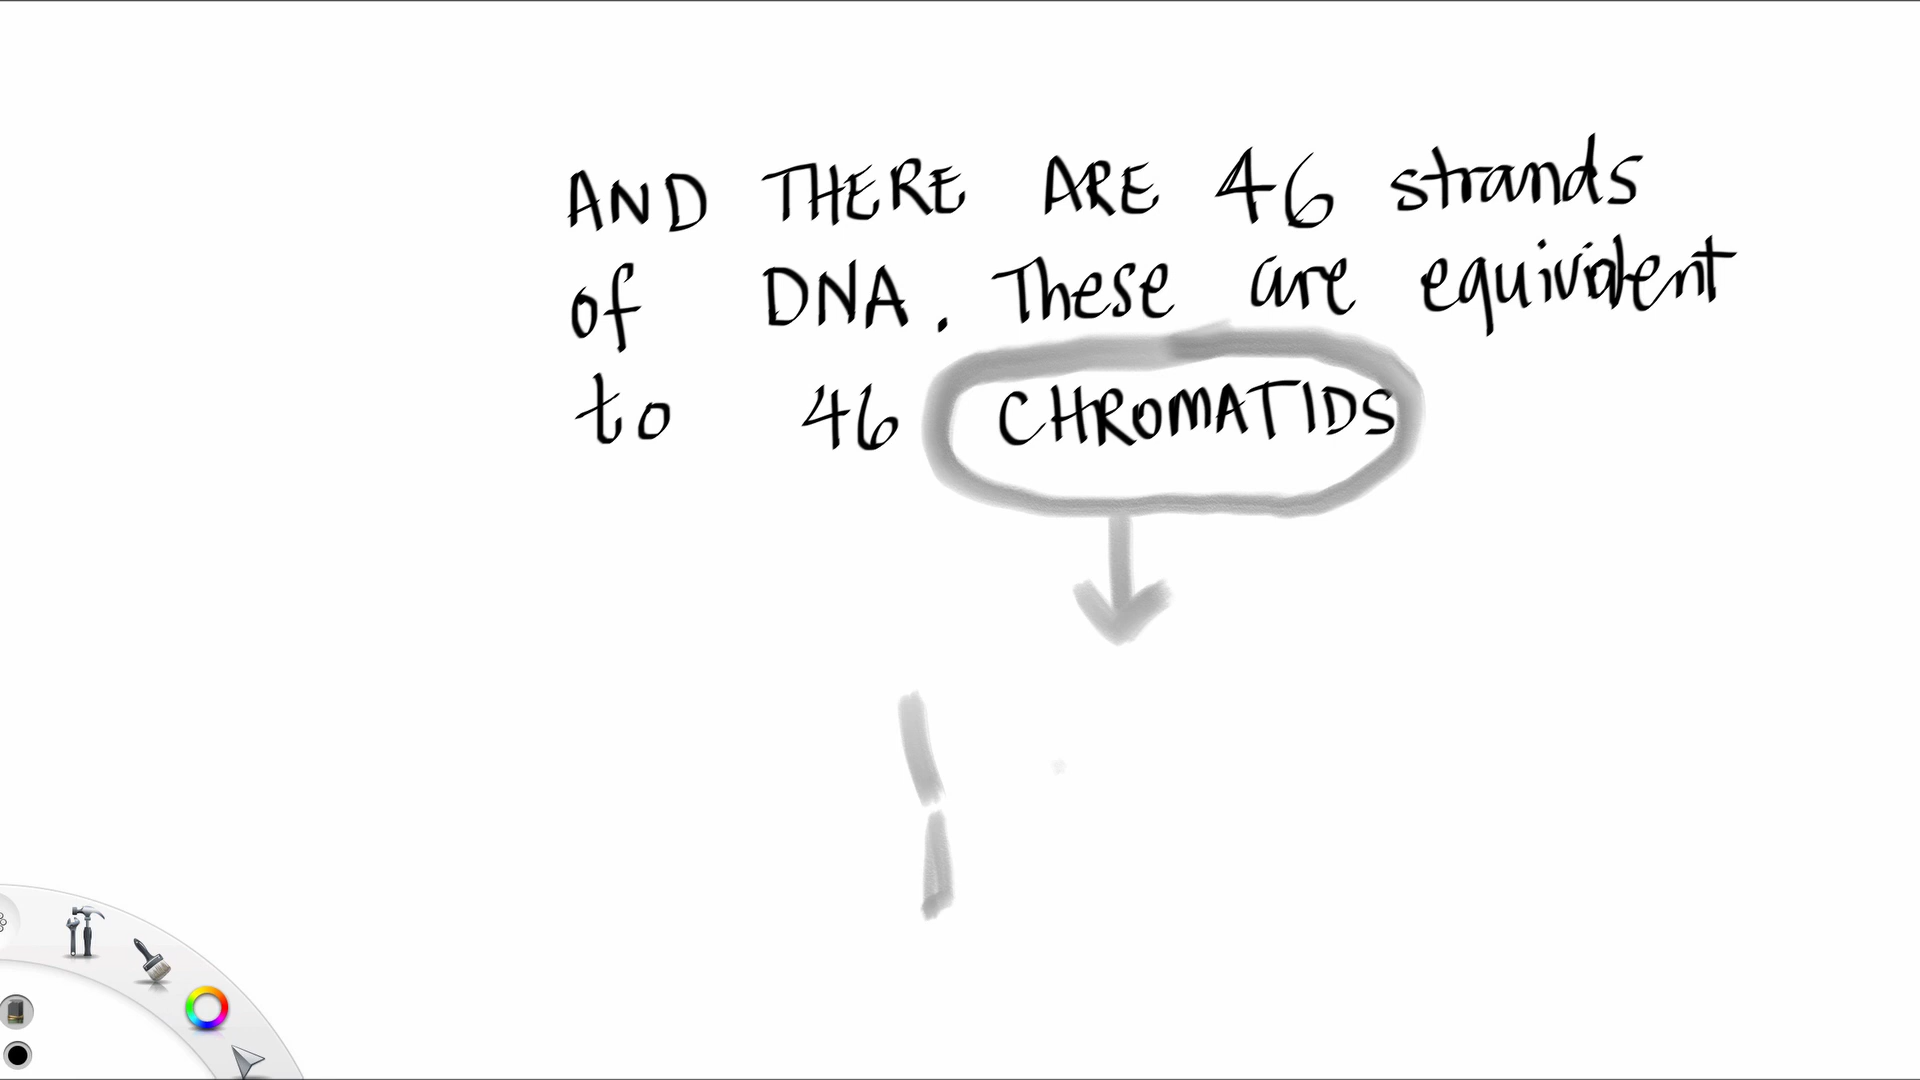 AND THERE ARE 46 strands
of DNA. These are equivalent
to 46 CHROMATIDS